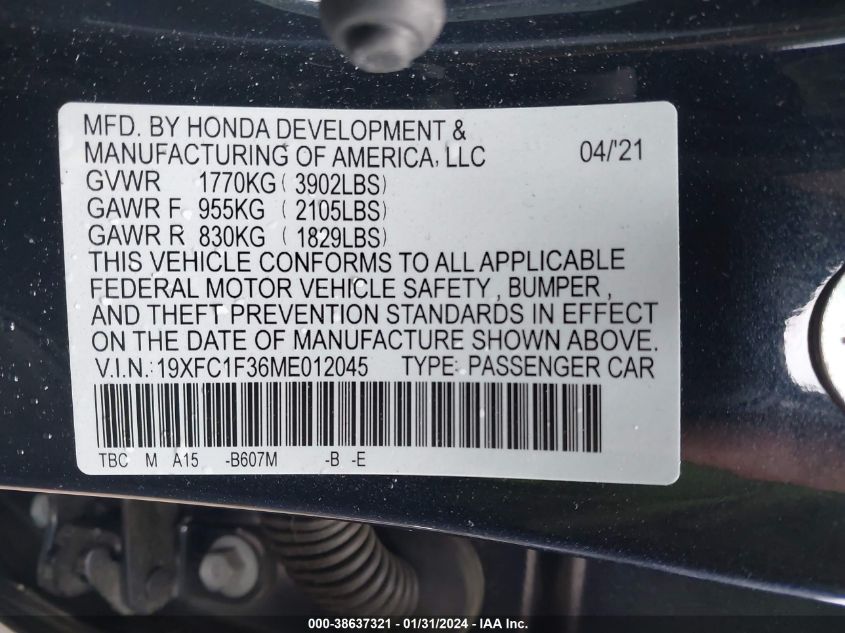 MFD. BY HONDA DEVELOPMENT &
MANUFACTURING OF AMERICA, LLC 04/'21
GVWR 1770KG ( 3902LBS)
GAWR F 955KG ( 2105LBS)
GAWR R 830KG ( 1829LBS)
THIS VEHICLE CONFORMS TO ALL APPLICABLE
FEDERAL MOTOR VEHICLE SAFETY, BUMPER,
AND THEFT PREVENTION STANDARDS IN EFFECT
ON THE DATE OF MANUFACTURE SHOWN ABOVE.
V.I.N.: 19XFC1F36ME012045 TYPE: PASSENGER CAR
TBC M A15 -B607M -B -E
000-38637321 - 01/31/2024 - IAA Inc.